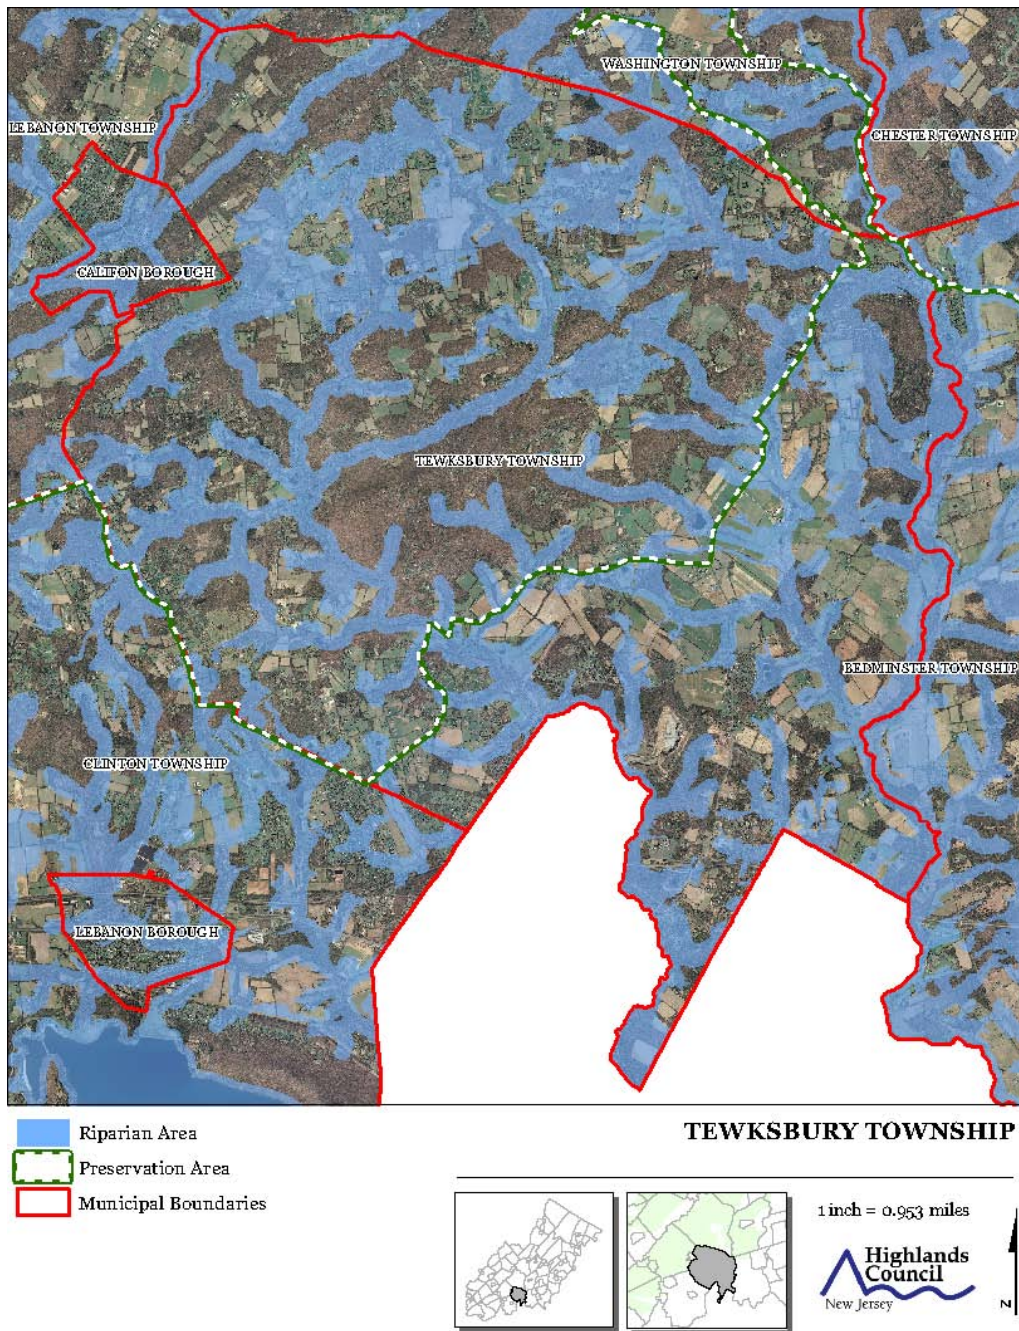 WASHINGTON TOWNSHIP
LEBANON TOWNSHIP
CHESTER TOWNSHIP
CALIFON BOROUGH
TEWKSBURY TOWNSHIP
BEDMINSTER TOWNSHIP
CLINTON TOWNSHIP
LEBANON BOROUGH
Riparian Area
Preservation Area
Municipal Boundaries
TEWKSBURY TOWNSHIP
1 inch = 0.953 miles
Highlands
Council
New Jersey
N